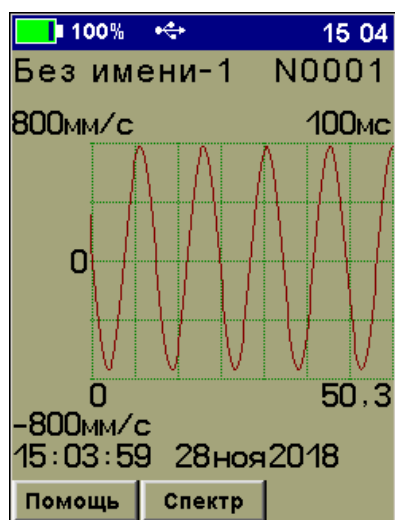 100% 15 04
Без имени-1 N0001
800мм/с 100мс
0
0 50,3
-800мм/с
15:03:59 28ноя2018
Помощь Спектр